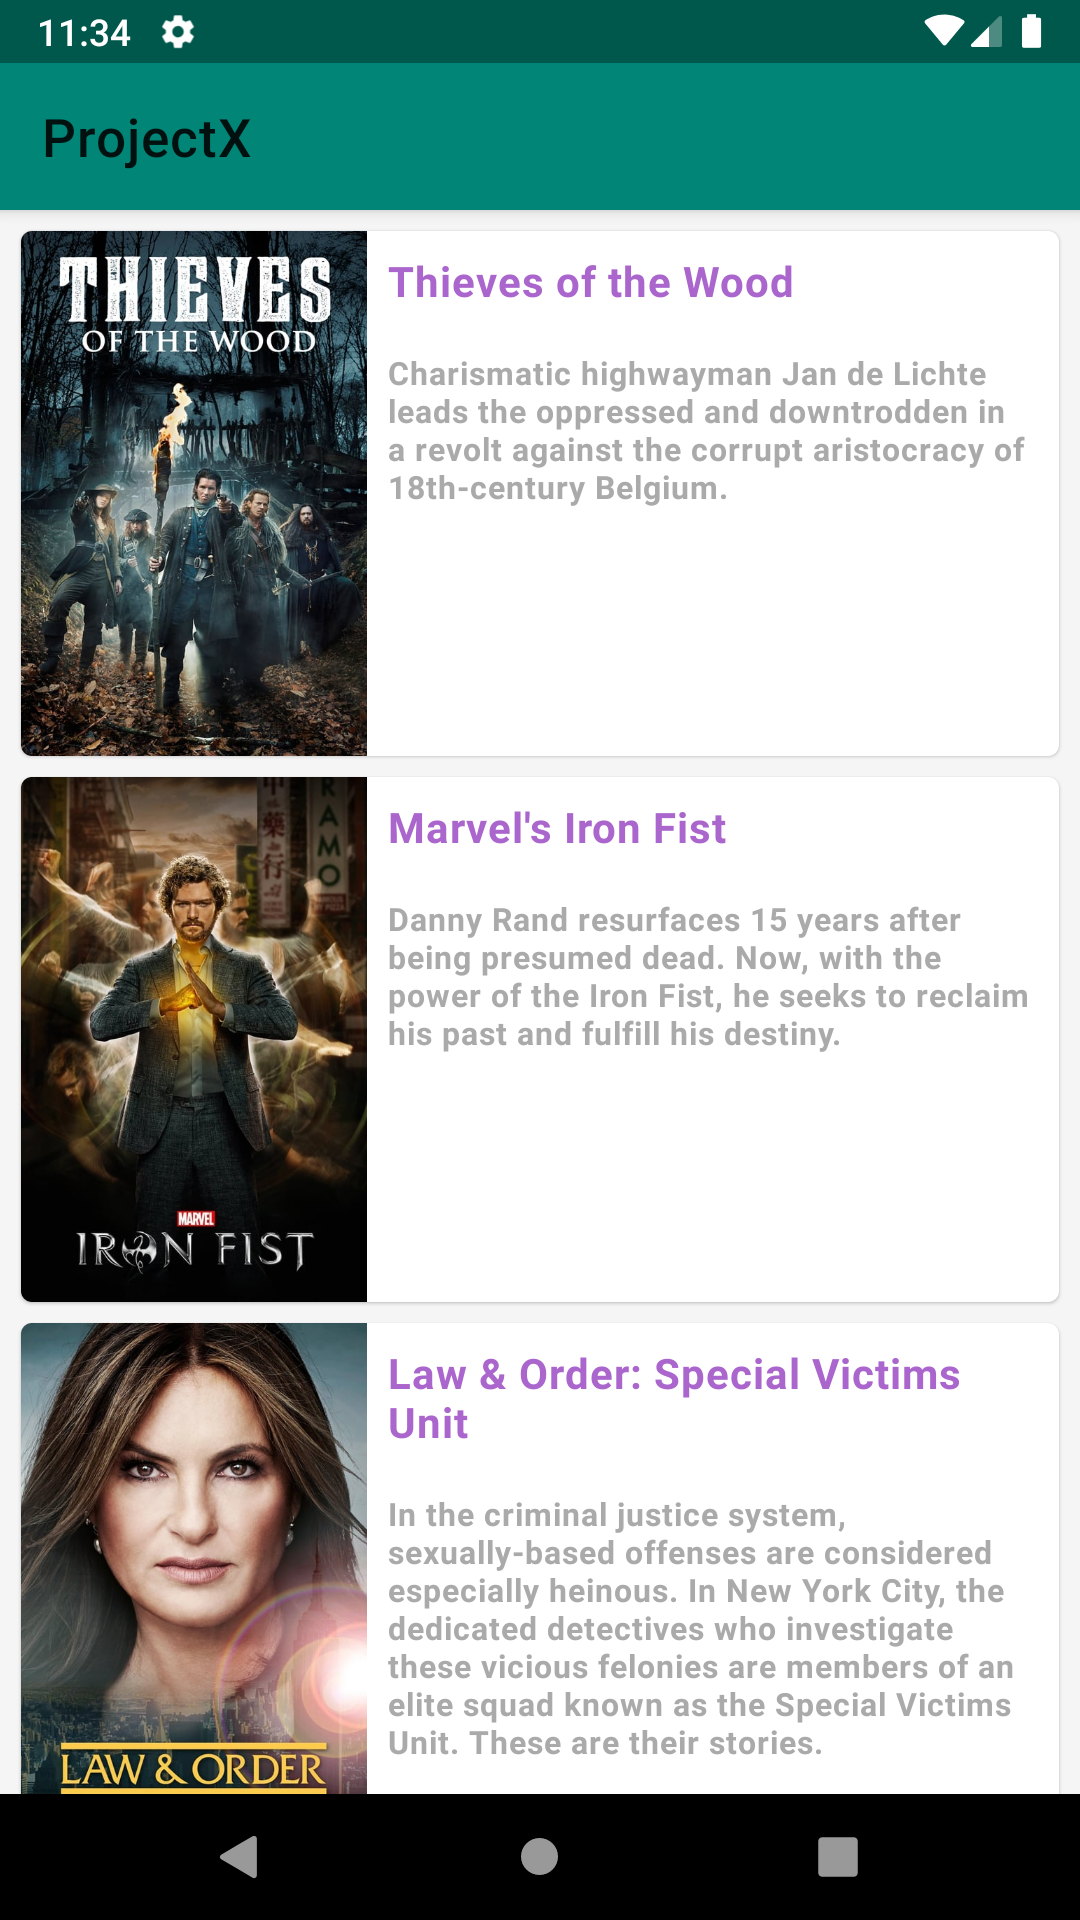 11:34
ProjectX
THIEVES
OF THE WOOD
Thieves of the Wood
Charismatic highwayman Jan de Lichte
leads the oppressed and downtrodden in
a revolt against the corrupt aristocracy of
18th-century Belgium.
RAMO
中藥行
MARVEL
IRON FIST
Marvel's Iron Fist
Danny Rand resurfaces 15 years after
being presumed dead. Now, with the
power of the Iron Fist, he seeks to reclaim
his past and fulfill his destiny.
LAW & ORDER
Law & Order: Special Victims
Unit
In the criminal justice system,
sexually-based offenses are considered
especially heinous. In New York City, the
dedicated detectives who investigate
these vicious felonies are members of an
elite squad known as the Special Victims
Unit. These are their stories.